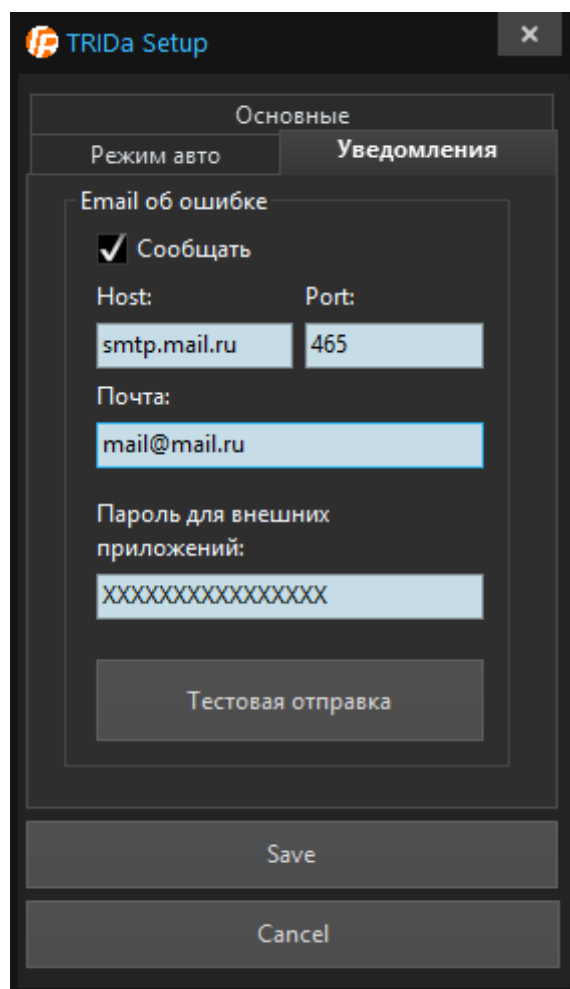 TRIDa Setup
Основные
Режим авто
Уведомления
Email об ошибке
Сообщать
Host:
Port:
smtp.mail.ru
465
Почта:
mail@mail.ru
Пароль для внешних
приложений:
XXXXXXXXXXXXXXXX
Тестовая отправка
Save
Cancel